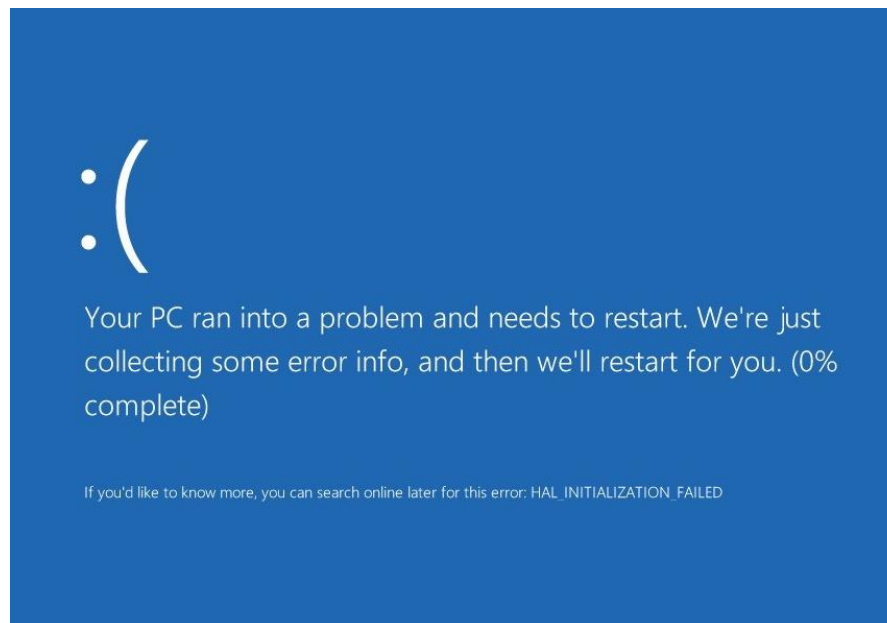 :(
Your PC ran into a problem and needs to restart. We're just
collecting some error info, and then we'll restart for you. (0%
complete)
If you'd like to know more, you can search online later for this error: HAL_INITIALIZATION_FAILED